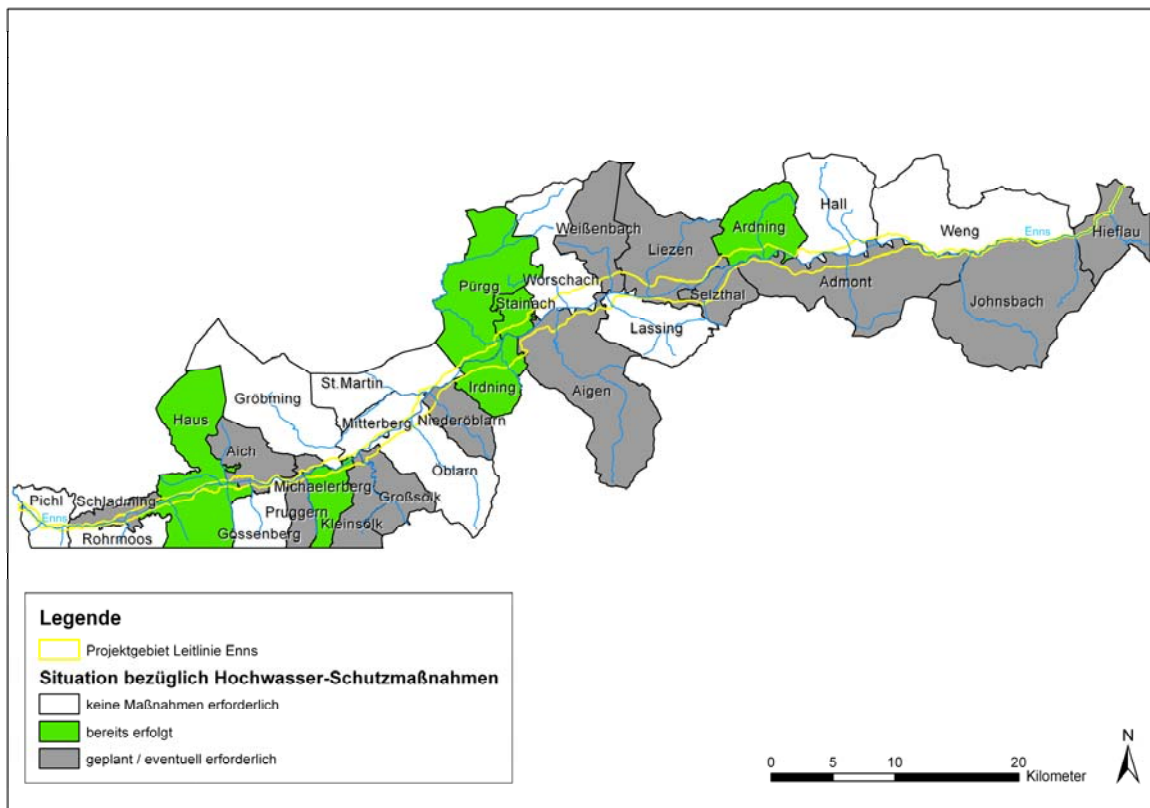 Hall
Ardning
Weng
Enns
Hieflau
Weißenbach
Liezen
Pürgg
Wörschach
Admont
Selzthal
Stainach
Johnsbach
Lassing
St.Martin
Irdning
Aigen
Gröbming
Haus
Mitterberg
Niederöblarn
Aich
Öblarn
Michaelerberg
Großsölk
Pichl
Schladming
Pruggern
Enns
Kleinsölk
Rohrmoos
Gössenberg
Legende
Projektgebiet Leitlinie Enns
Situation bezüglich Hochwasser-Schutzmaßnahmen
keine Maßnahmen erforderlich
bereits erfolgt
geplant / eventuell erforderlich
N
0 5 10 20
Kilometer